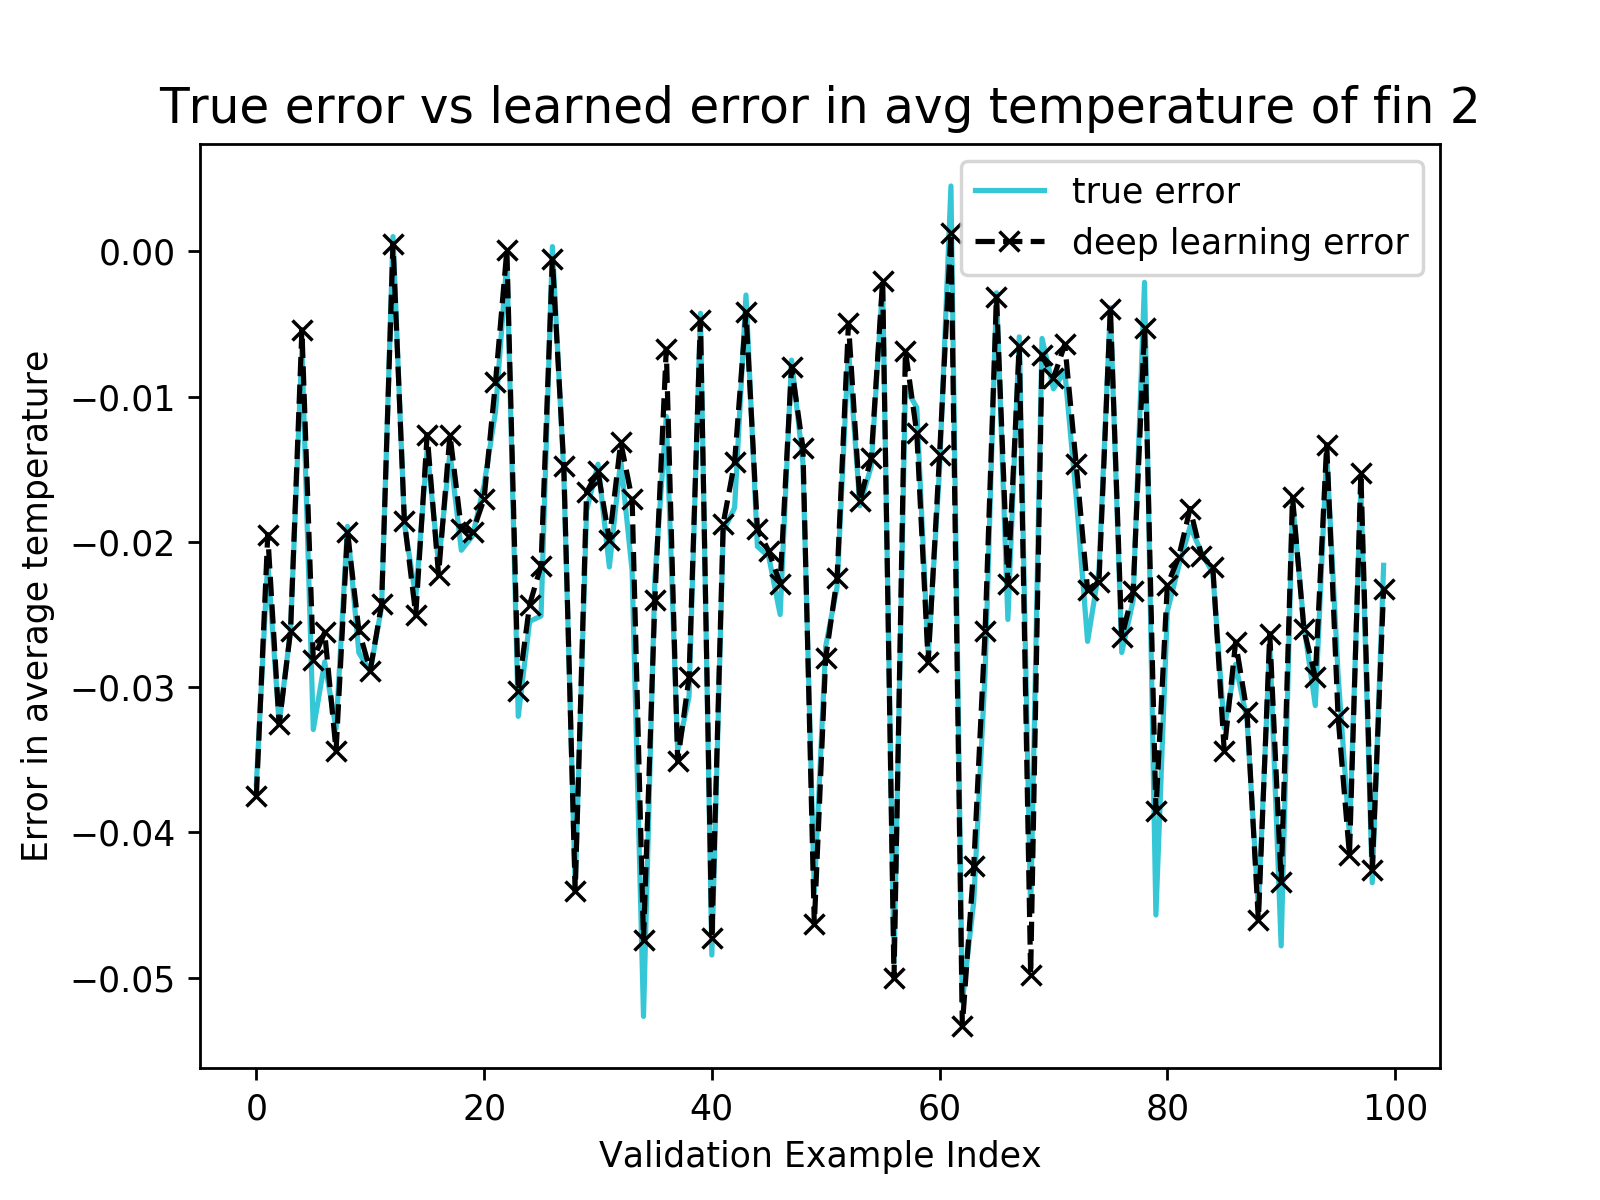 True error vs learned error in avg temperature of fin 2
true error
deep learning error
Error in average temperature
0.00
−0.01
−0.02
−0.03
−0.04
−0.05
0 20 40 60 80 100
Validation Example Index